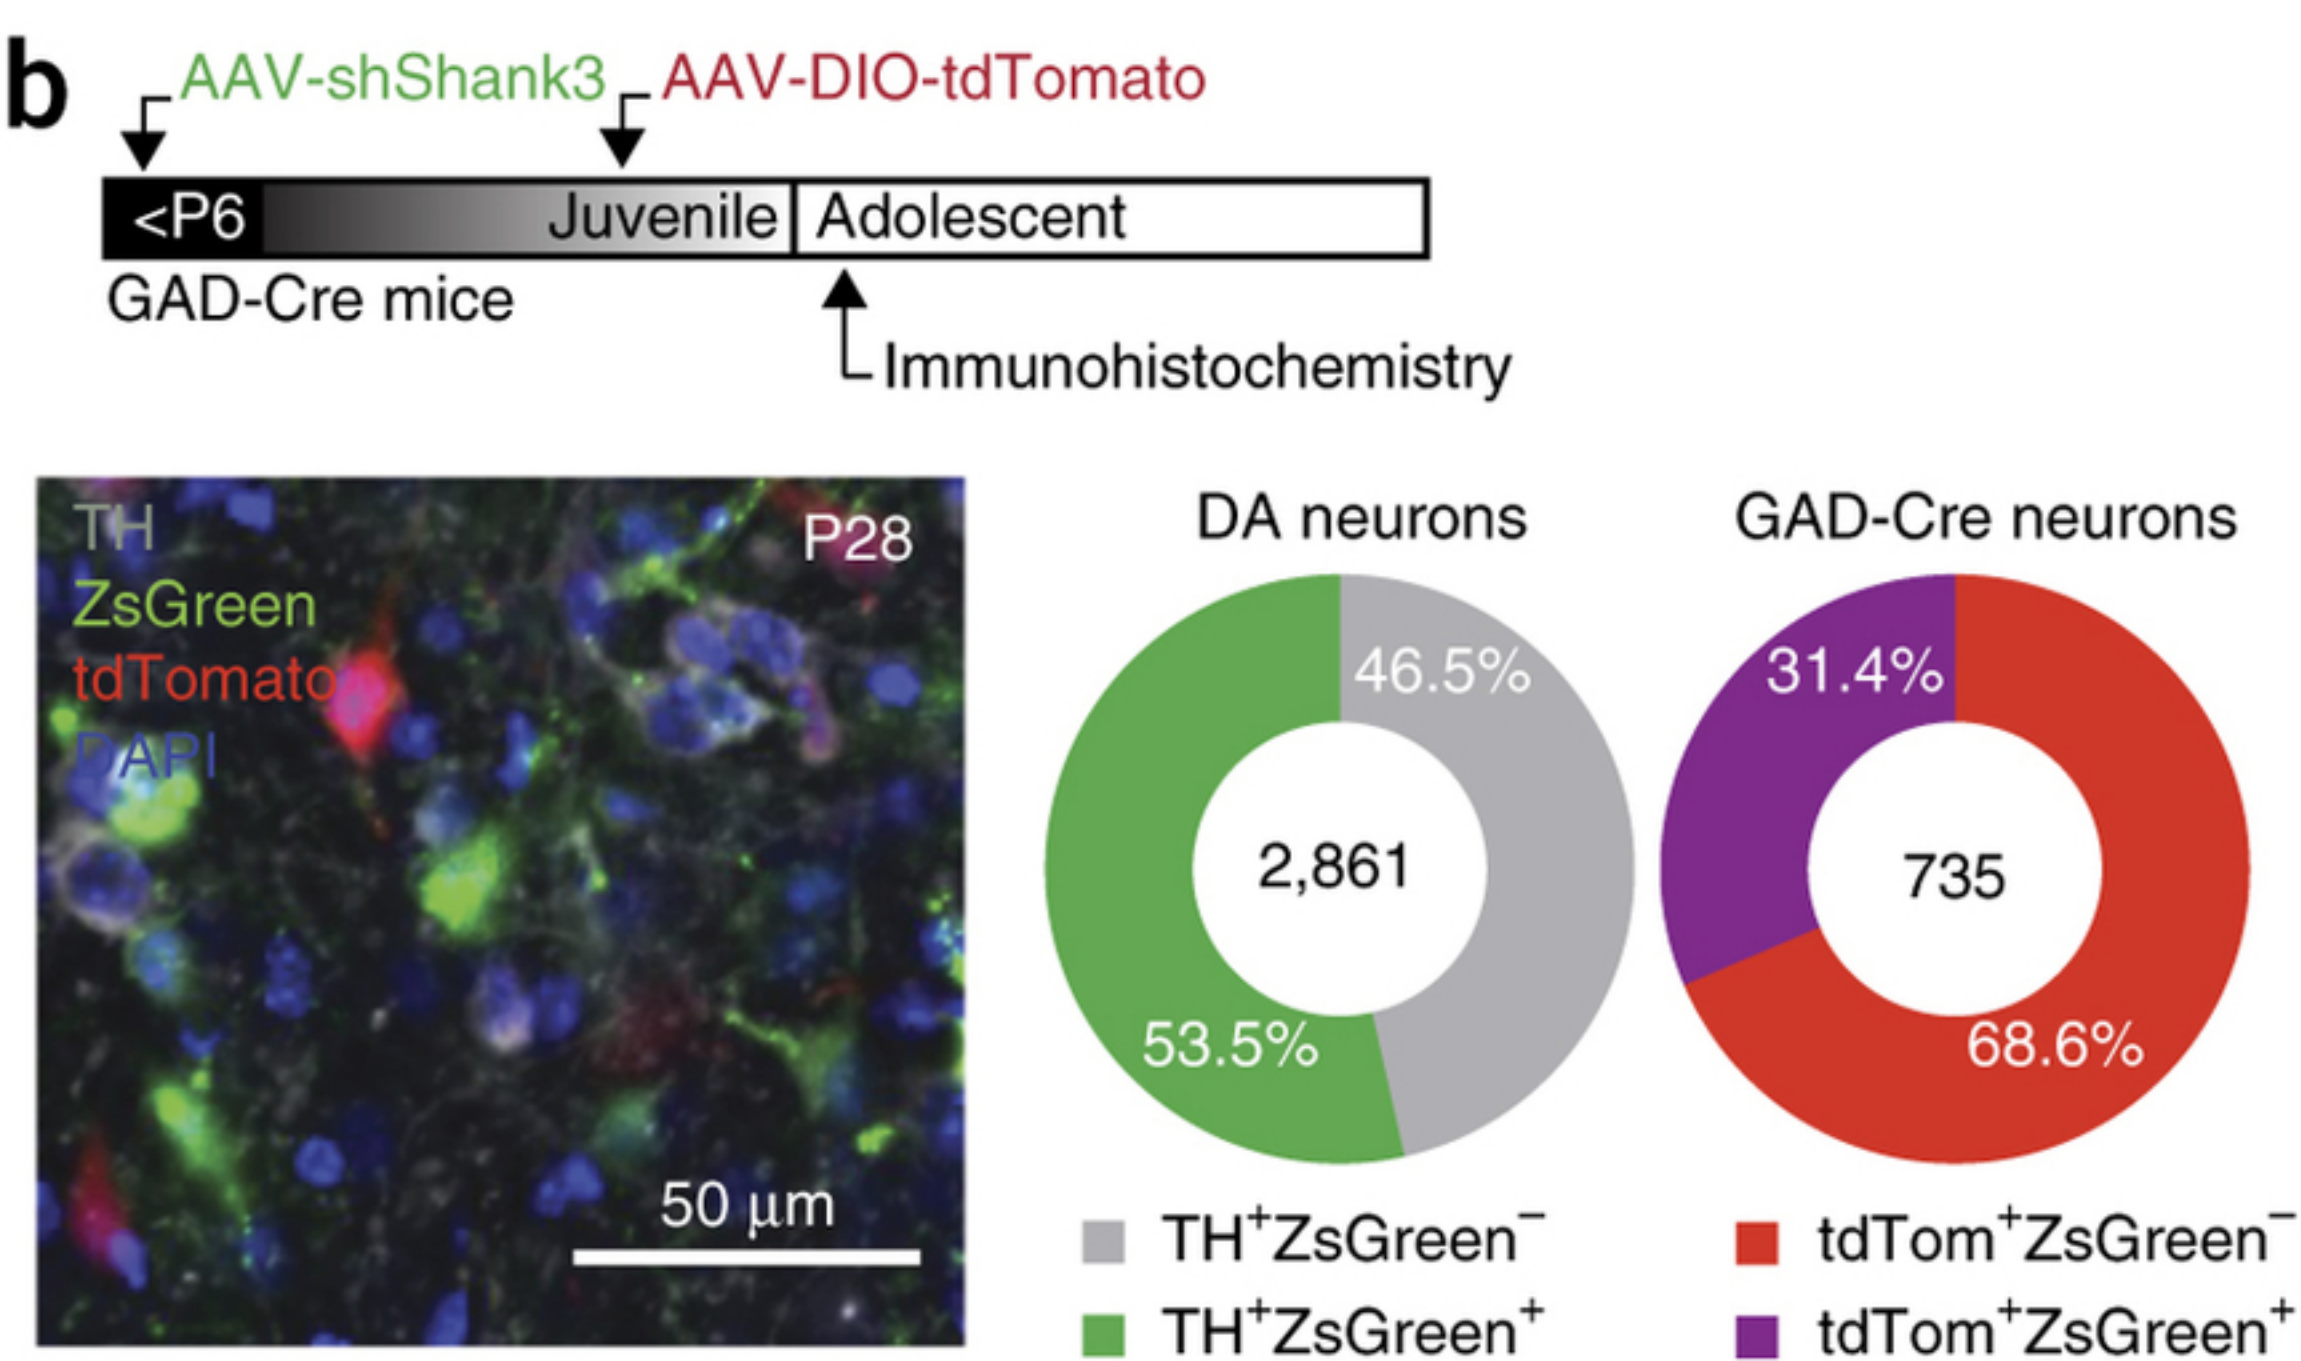 b
AAV-shShank3 AAV-DIO-tdTomato
<P6 Juvenile Adolescent
GAD-Cre mice
Immunohistochemistry
TH
ZsGreen
tdTomato
DAPI
P28
50 μm
DA neurons
46.5%
2,861
53.5%
TH⁺ZsGreen⁻
TH⁺ZsGreen⁺
GAD-Cre neurons
31.4%
735
68.6%
tdTom⁺ZsGreen⁻
tdTom⁺ZsGreen⁺